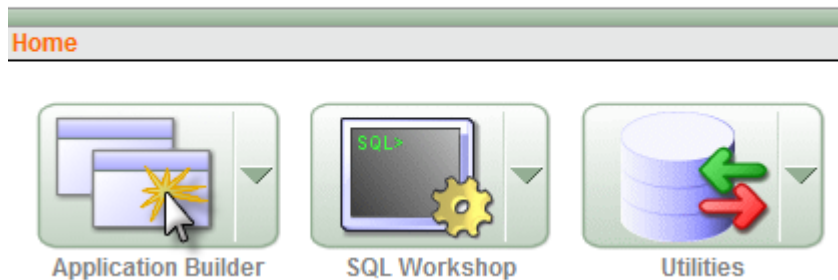 Home
SQL>
Application Builder
SQL Workshop
Utilities